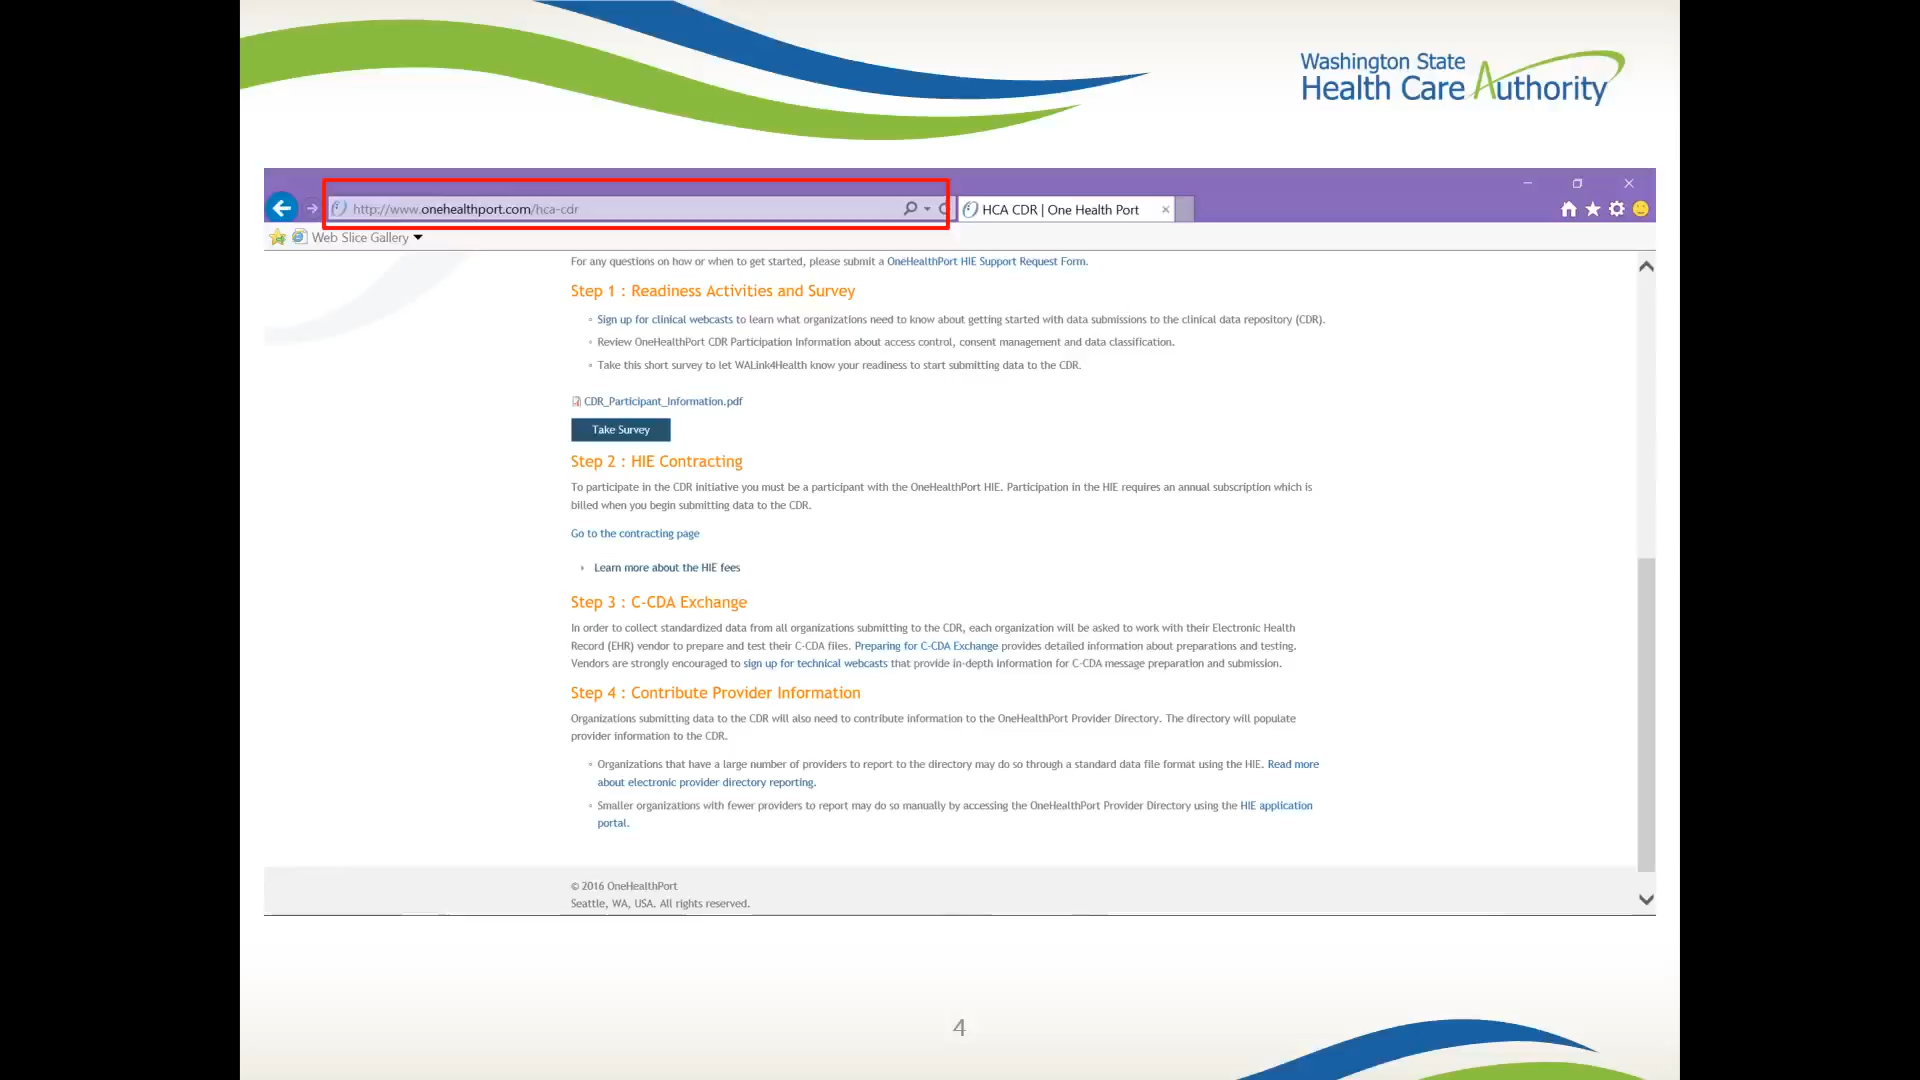 Washington State
Health Care Authority
http://www.onehealthport.com/hca-cdr
HCA CDR | One Health Port
Web Slice Gallery
For any questions on how or when to get started, please submit a OneHealthPort HIE Support Request Form.
Step 1 : Readiness Activities and Survey
Sign up for clinical webcasts to learn what organizations need to know about getting started with data submissions to the clinical data repository (CDR).
Review OneHealthPort CDR Participation Information about access control, consent management and data classification.
Take this short survey to let WALink4Health know your readiness to start submitting data to the CDR.
CDR_Participant_Information.pdf
Take Survey
Step 2 : HIE Contracting
To participate in the CDR initiative you must be a participant with the OneHealthPort HIE. Participation in the HIE requires an annual subscription which is
billed when you begin submitting data to the CDR.
Go to the contracting page
Learn more about the HIE fees
Step 3 : C-CDA Exchange
In order to collect standardized data from all organizations submitting to the CDR, each organization will be asked to work with their Electronic Health
Record (EHR) vendor to prepare and test their C-CDA files. Preparing for C-CDA Exchange provides detailed information about preparations and testing.
Vendors are strongly encouraged to sign up for technical webcasts that provide in-depth information for C-CDA message preparation and submission.
Step 4 : Contribute Provider Information
Organizations submitting data to the CDR will also need to contribute information to the OneHealthPort Provider Directory. The directory will populate
provider information to the CDR.
Organizations that have a large number of providers to report to the directory may do so through a standard data file format using the HIE. Read more
about electronic provider directory reporting.
Smaller organizations with fewer providers to report may do so manually by accessing the OneHealthPort Provider Directory using the HIE application
portal.
© 2016 OneHealthPort
Seattle, WA, USA. All rights reserved.
4